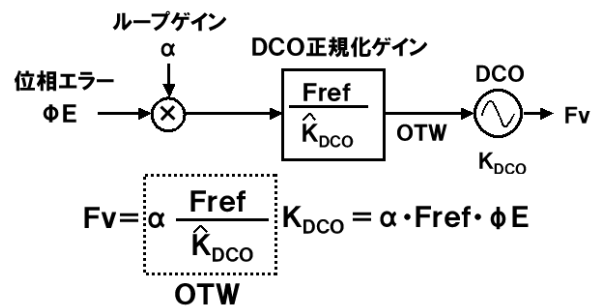 ループゲイン
α
DCO正規化ゲイン
位相エラー
ΦE
×
Fref
K̂DCO
OTW
DCO
KDCO
Fv
Fv=α Fref/K̂DCO KDCO=α・Fref・ΦE
OTW